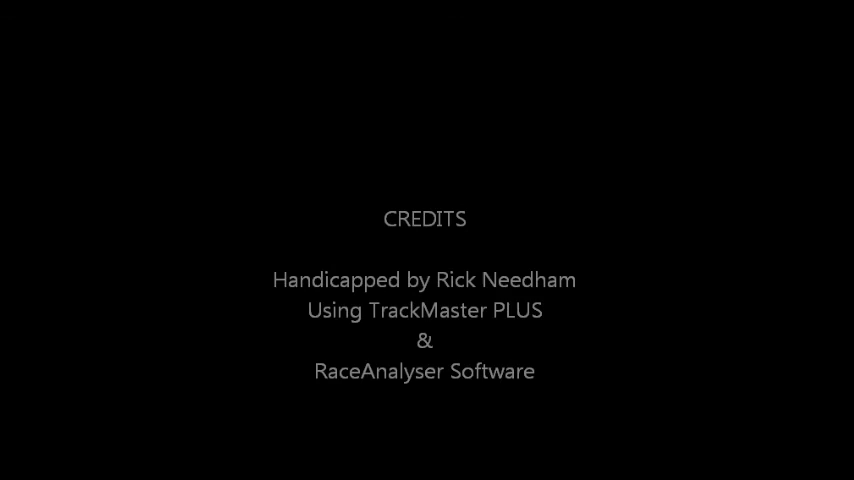 CREDITS
Handicapped by Rick Needham
Using TrackMaster PLUS
&
RaceAnalyser Software